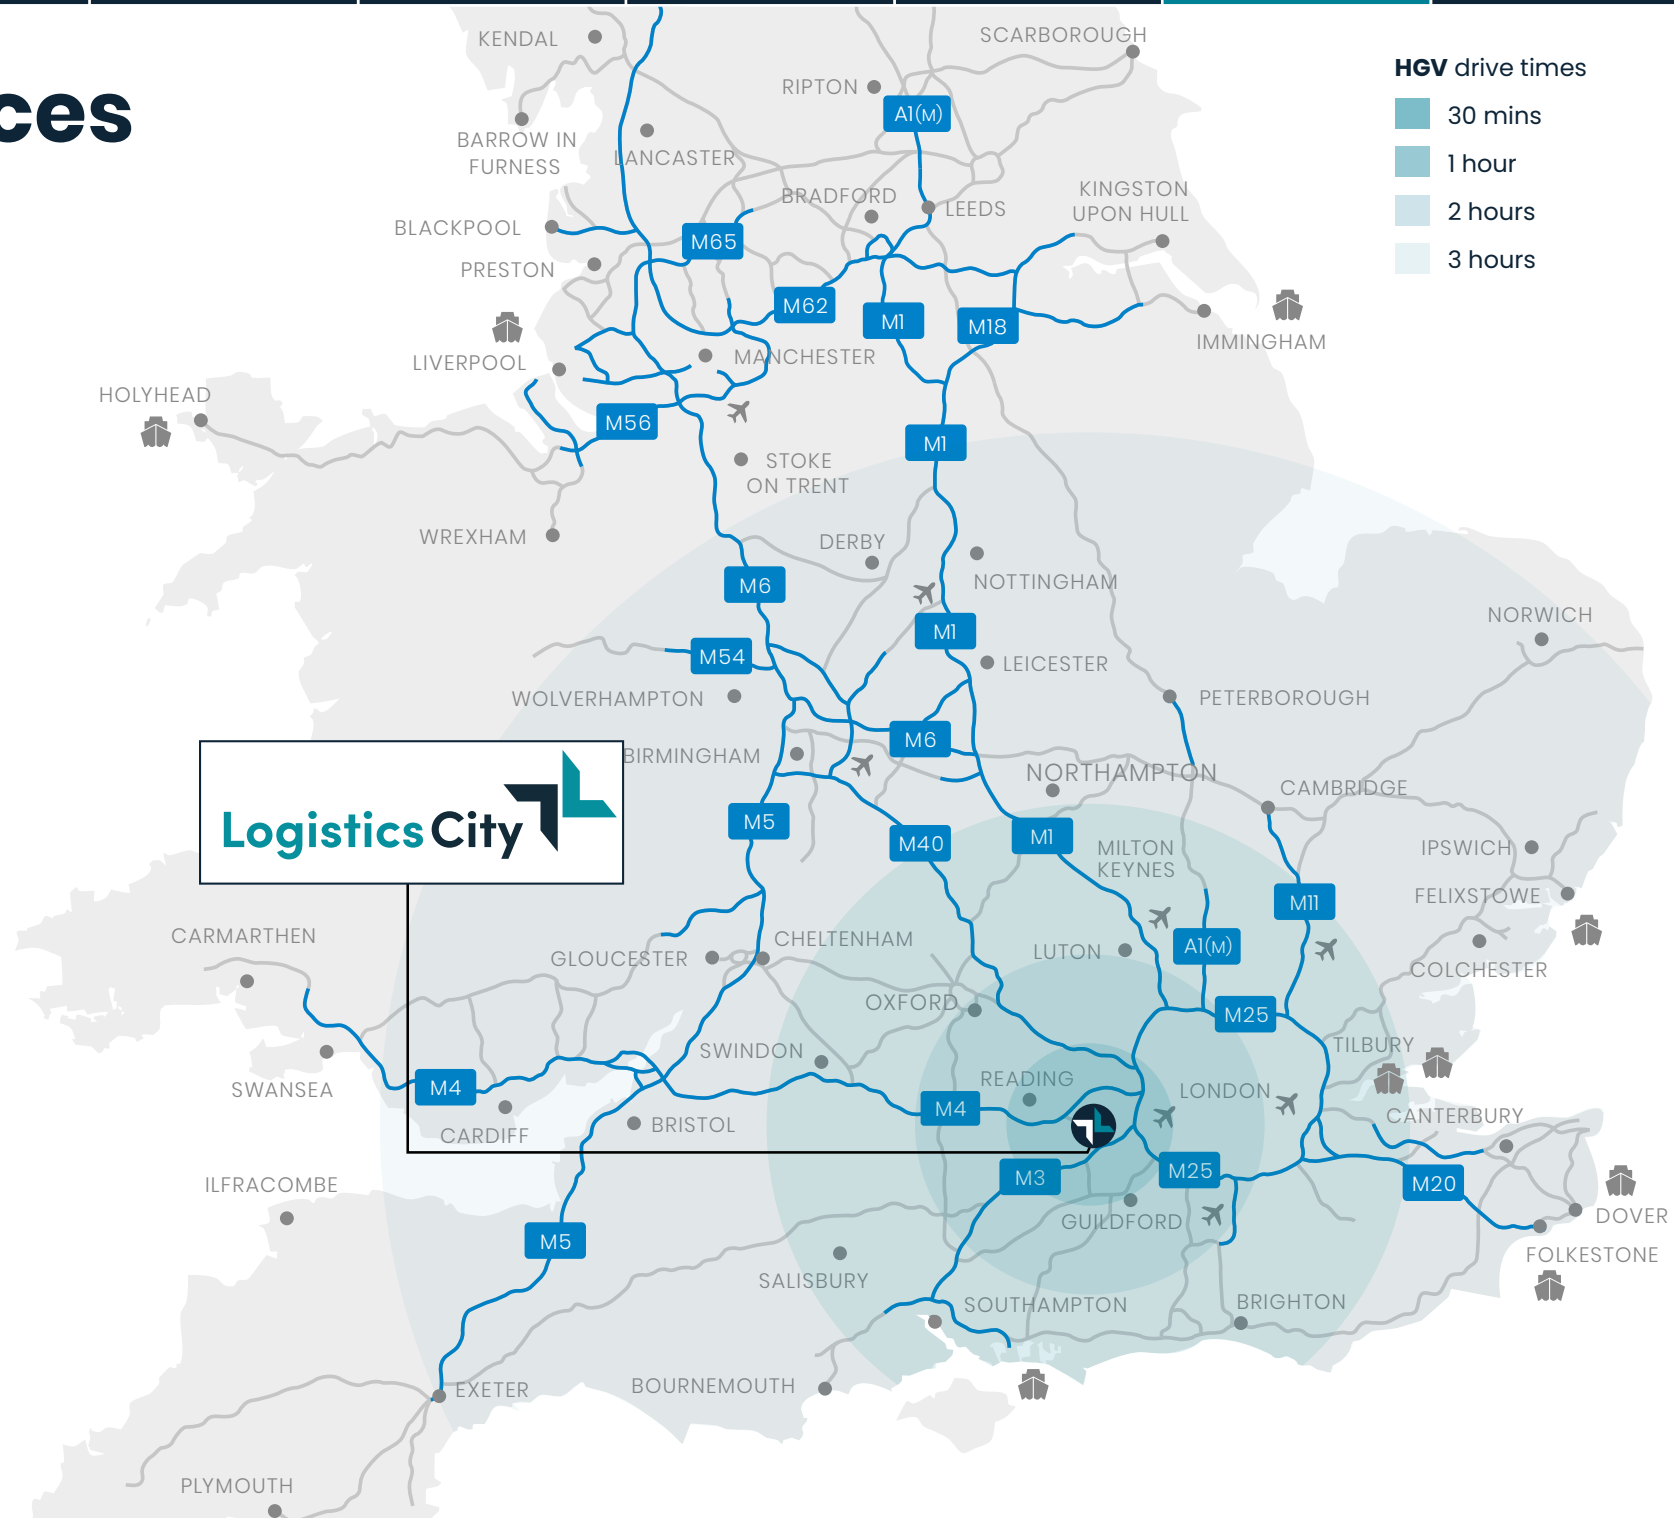 ces
HGV drive times
30 mins
1 hour
2 hours
3 hours
KENDAL
SCARBOROUGH
RIPTON
A1(M)
BARROW IN
FURNESS
LANCASTER
BRADFORD
LEEDS
KINGSTON
UPON HULL
BLACKPOOL
M65
PRESTON
M62
M1
M18
IMMINGHAM
LIVERPOOL
MANCHESTER
HOLYHEAD
M56
M1
STOKE
ON TRENT
WREXHAM
DERBY
NOTTINGHAM
M6
NORWICH
M1
M54
LEICESTER
WOLVERHAMPTON
PETERBOROUGH
M6
BIRMINGHAM
NORTHAMPTON
CAMBRIDGE
Logistics City
M5
M40
M1
MILTON
KEYNES
IPSWICH
FELIXSTOWE
M11
CARMARTHEN
CHELTENHAM
GLOUCESTER
LUTON
A1(M)
COLCHESTER
OXFORD
M25
TILBURY
SWINDON
READING
LONDON
SWANSEA
M4
M4
CANTERBURY
CARDIFF
BRISTOL
M3
M25
M20
ILFRACOMBE
GUILDFORD
DOVER
M5
FOLKESTONE
SALISBURY
SOUTHAMPTON
BRIGHTON
EXETER
BOURNEMOUTH
PLYMOUTH